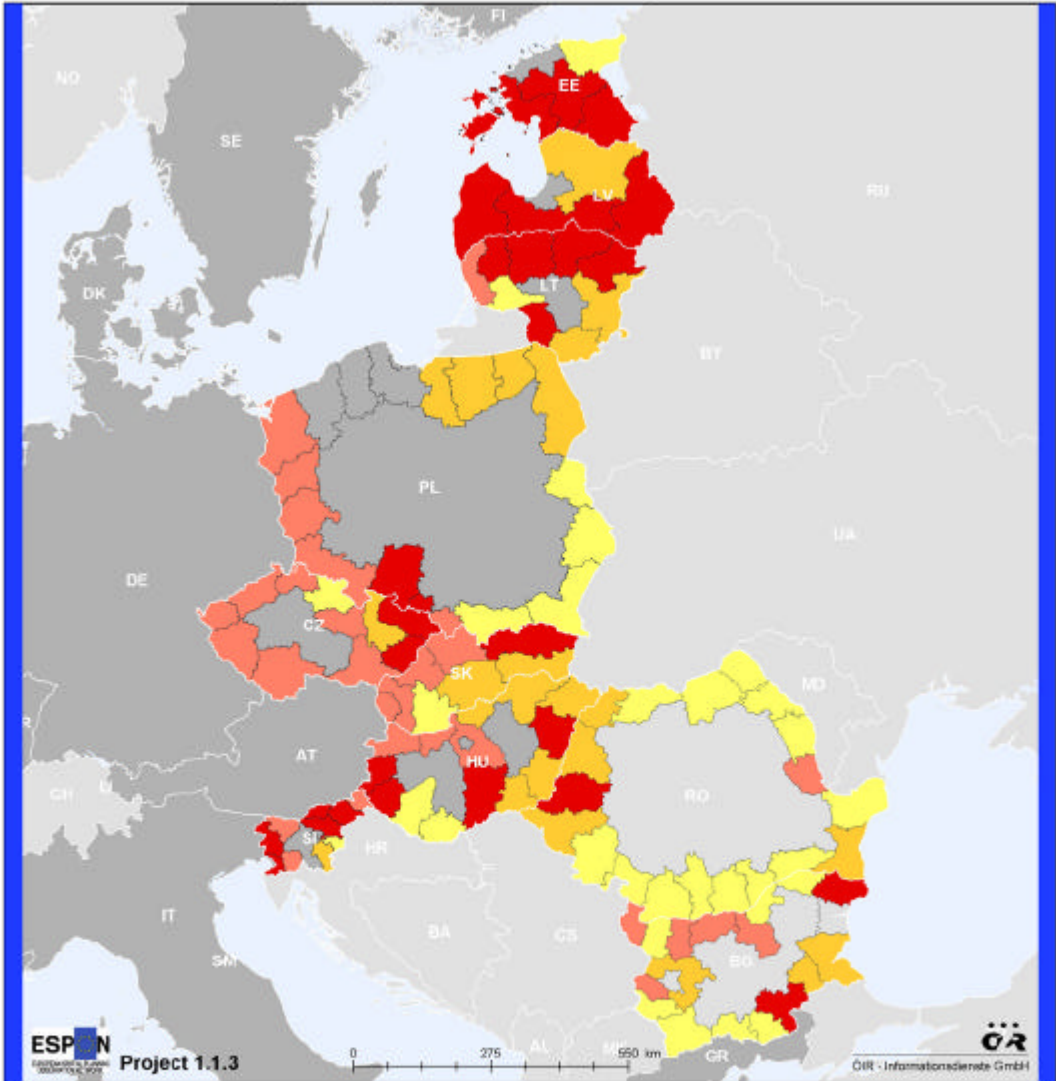 FI
NO
EE
SE
RU
LV
DK
LT
BY
PL
UA
DE
CZ
SK
MD
AT
HU
CH
RO
SI
HR
IT
BA
CS
SM
BG
AL
GR
ESPON
Project 1.1.3
0 275 550 km
ÖIR
ÖIR - Informationsdienste GmbH